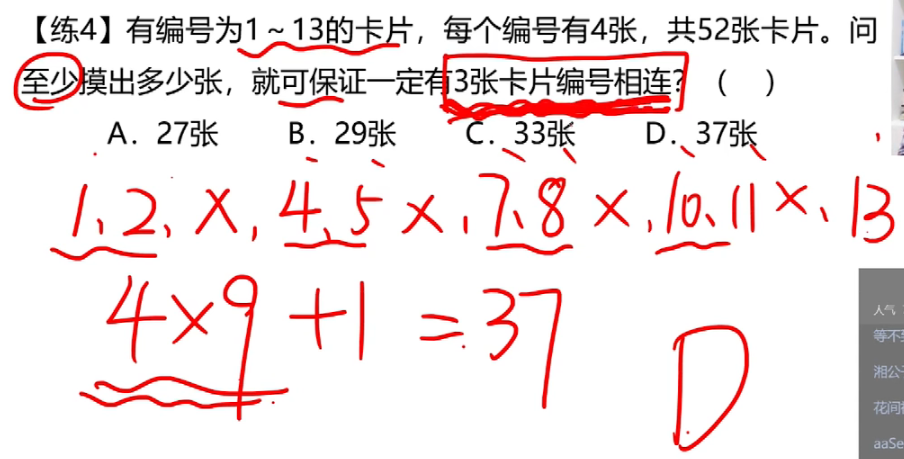 【练4】有编号为1~13的卡片，每个编号有4张，共52张卡片。问
至少摸出多少张，就可保证一定有3张卡片编号相连？（ ）
A. 27张 B. 29张 C. 33张 D. 37张
1、2、×、4、5 ×、7、8 ×、10、11 ×、13
4×9+1=37 D
人气
等不
湘公
花间
aaSe